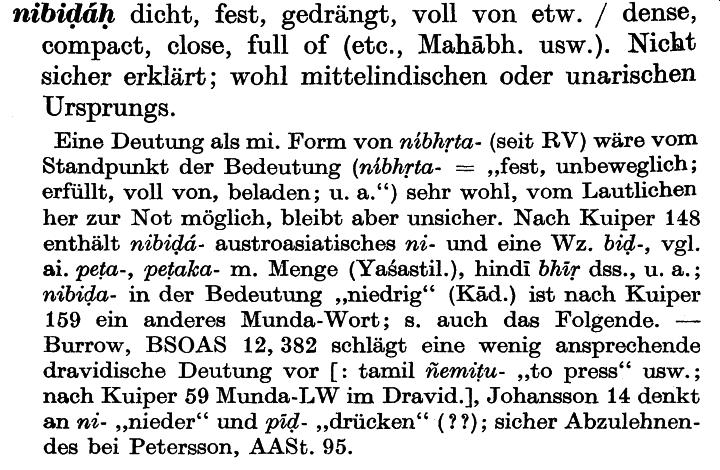 nibiḍáḥ dicht, fest, gedrängt, voll von etw. / dense,
compact, close, full of (etc., Mahābh. usw.). Nicht
sicher erklärt; wohl mittelindischen oder unarischen
Ursprungs.
Eine Deutung als mi. Form von níbhṛta- (seit RV) wäre vom
Standpunkt der Bedeutung (níbhṛta- = „fest, unbeweglich;
erfüllt, voll von, beladen; u. a.“) sehr wohl, vom Lautlichen
her zur Not möglich, bleibt aber unsicher. Nach Kuiper 148
enthält nibiḍá- austroasiatisches ni- und eine Wz. biḍ-, vgl.
ai. peṭa-, peṭaka- m. Menge (Yaśastil.), hindī bhīṛ dss., u. a.;
nibiḍa- in der Bedeutung „niedrig“ (Kād.) ist nach Kuiper
159 ein anderes Munda-Wort; s. auch das Folgende. —
Burrow, BSOAS 12, 382 schlägt eine wenig ansprechende
dravidische Deutung vor [: tamil ñemiṭu- „to press“ usw.;
nach Kuiper 59 Munda-LW im Dravid.], Johansson 14 denkt
an ni- „nieder“ und pīḍ- „drücken“ (??); sicher Abzulehnen-
des bei Petersson, AASt. 95.